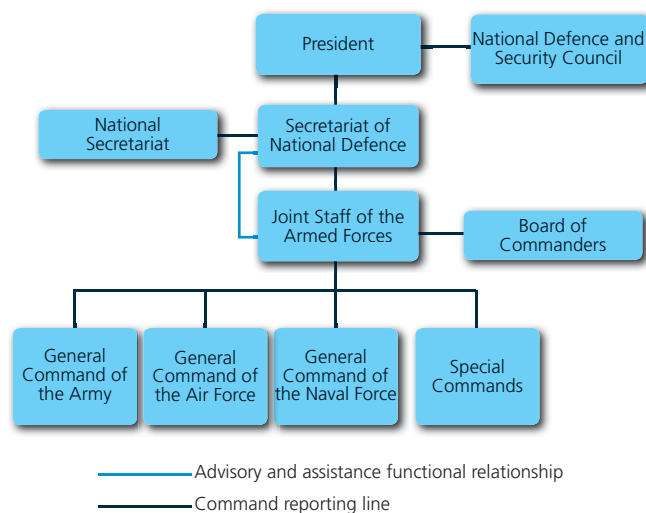 President
National Defence and
Security Council
National
Secretariat
Secretariat of
National Defence
Joint Staff of the
Armed Forces
Board of
Commanders
General
Command of
the Army
General
Command of
the Air Force
General
Command of
the Naval Force
Special
Commands
Advisory and assistance functional relationship
Command reporting line